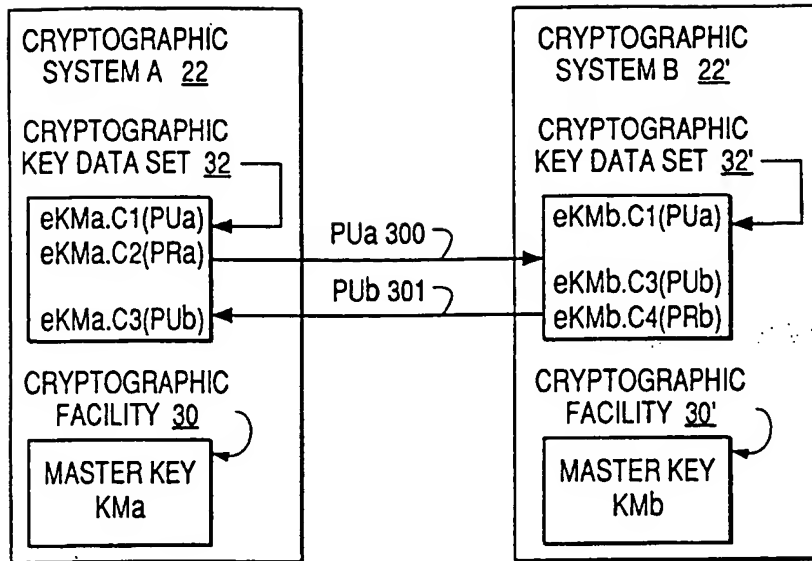 CRYPTOGRAPHIC
SYSTEM A 22
CRYPTOGRAPHIC
KEY DATA SET 32
eKMa.C1(PUa)
eKMa.C2(PRa)
eKMa.C3(PUb)
CRYPTOGRAPHIC
FACILITY 30
MASTER KEY
KMa
PUa 300
PUb 301
CRYPTOGRAPHIC
SYSTEM B 22'
CRYPTOGRAPHIC
KEY DATA SET 32'
eKMb.C1(PUa)
eKMb.C3(PUb)
eKMb.C4(PRb)
CRYPTOGRAPHIC
FACILITY 30'
MASTER KEY
KMb